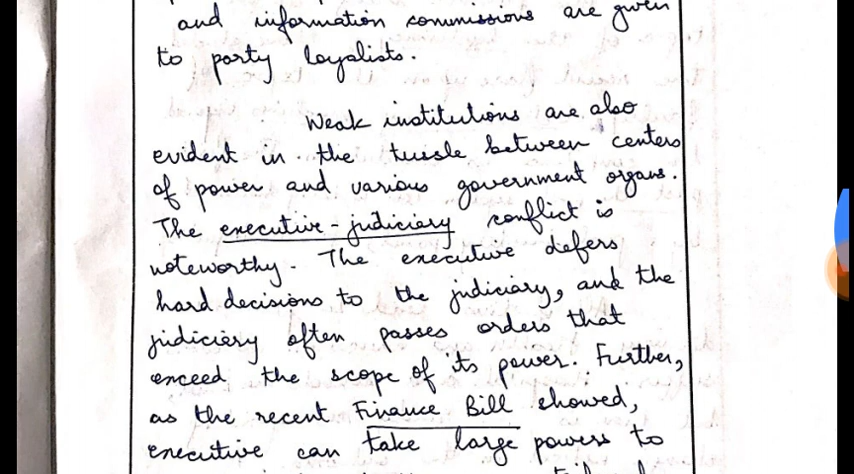 and information commissions are given
to party loyalists.
Weak institutions are also
evident in the tussle between centers
of power and various government organs.
The executive-judiciary conflict is
noteworthy. The executive defers
hard decisions to the judiciary, and the
judiciary often passes orders that
exceed the scope of its power. Further,
as the recent Finance Bill showed,
executive can take large powers to